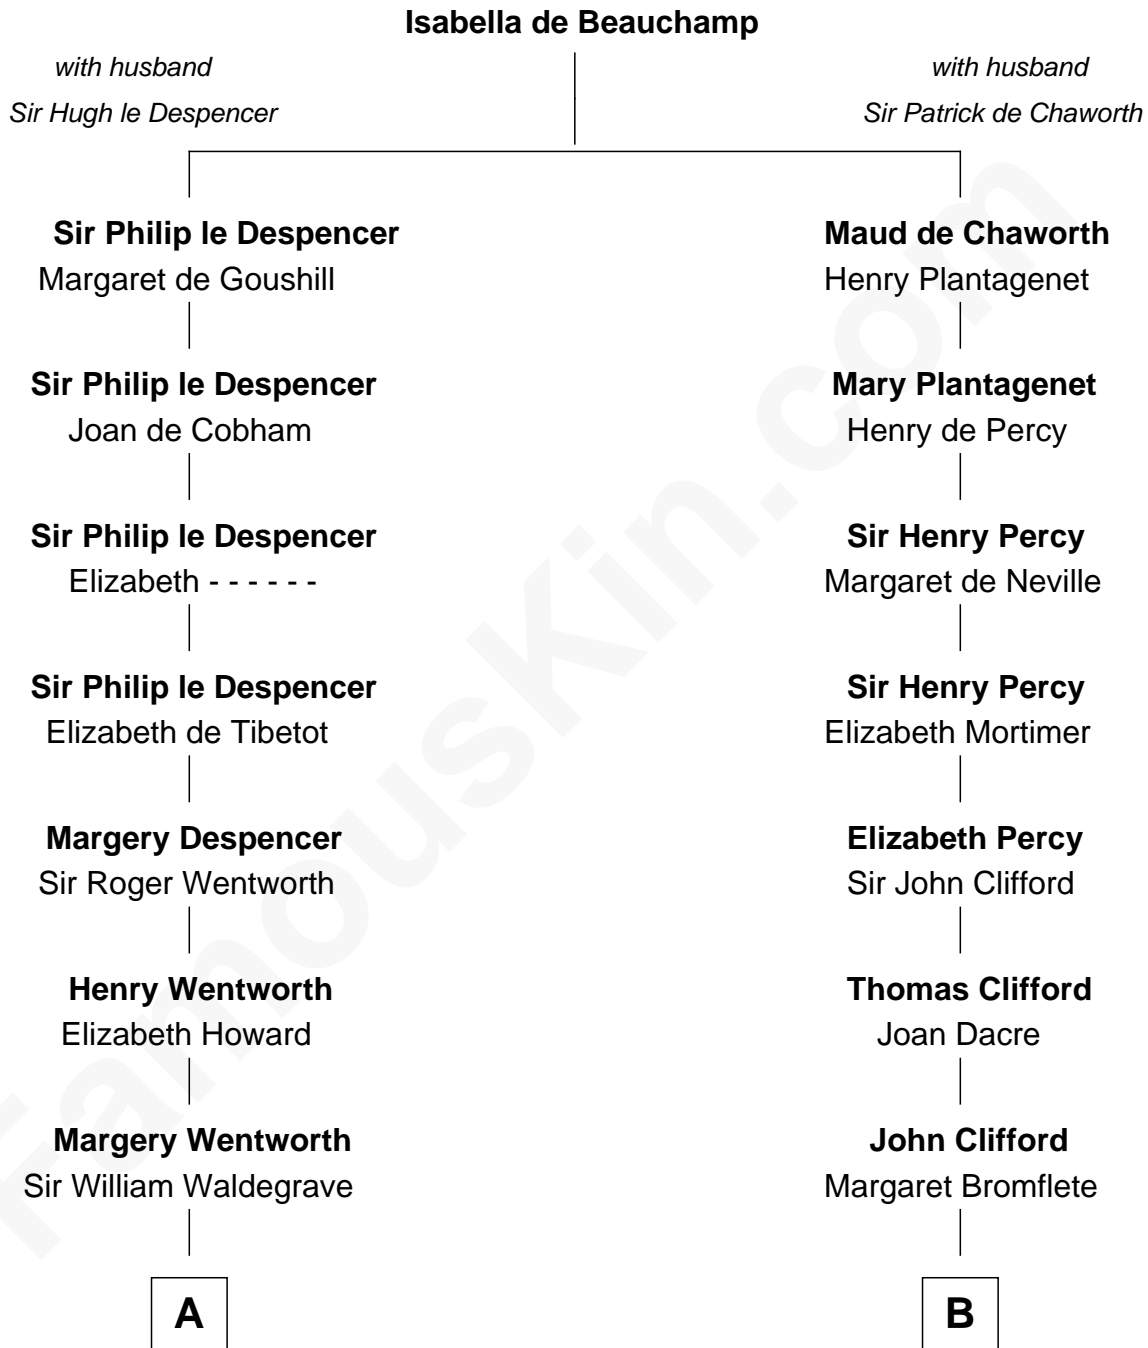 Isabella de Beauchamp
with husband
Sir Hugh le Despencer
with husband
Sir Patrick de Chaworth
Sir Philip le Despencer
Margaret de Goushill
Maud de Chaworth
Henry Plantagenet
Sir Philip le Despencer
Joan de Cobham
Mary Plantagenet
Henry de Percy
Sir Philip le Despencer
Elizabeth - - - - - -
Sir Henry Percy
Margaret de Neville
Sir Philip le Despencer
Elizabeth de Tibetot
Sir Henry Percy
Elizabeth Mortimer
Margery Despencer
Sir Roger Wentworth
Elizabeth Percy
Sir John Clifford
Henry Wentworth
Elizabeth Howard
Thomas Clifford
Joan Dacre
Margery Wentworth
Sir William Waldegrave
John Clifford
Margaret Bromflete
A
B
FamousKin.com